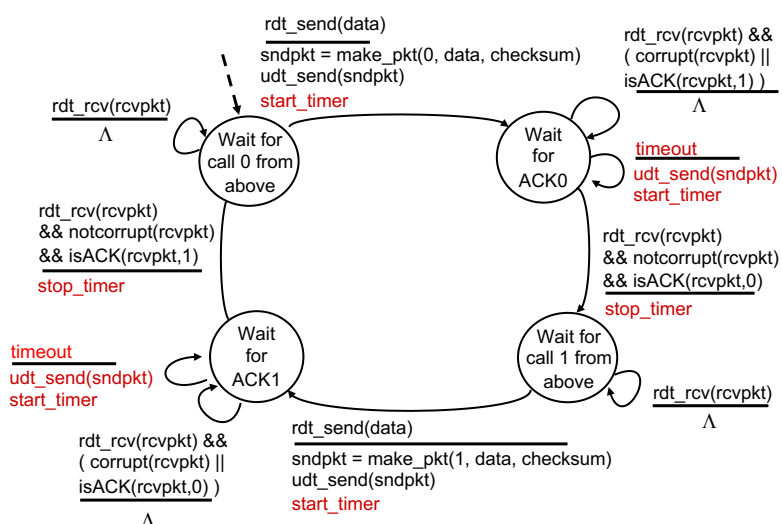 rdt_send(data)
sndpkt = make_pkt(0, data, checksum)
udt_send(sndpkt)
start_timer
rdt_rcv(rcvpkt) &&
( corrupt(rcvpkt) ||
isACK(rcvpkt,1) )
Λ
rdt_rcv(rcvpkt)
Λ
Wait for
call 0 from
above
Wait
for
ACK0
timeout
udt_send(sndpkt)
start_timer
rdt_rcv(rcvpkt)
&& notcorrupt(rcvpkt)
&& isACK(rcvpkt,1)
stop_timer
rdt_rcv(rcvpkt)
&& notcorrupt(rcvpkt)
&& isACK(rcvpkt,0)
stop_timer
timeout
udt_send(sndpkt)
start_timer
Wait
for
ACK1
Wait for
call 1 from
above
rdt_rcv(rcvpkt)
Λ
rdt_rcv(rcvpkt) &&
( corrupt(rcvpkt) ||
isACK(rcvpkt,0) )
Λ
rdt_send(data)
sndpkt = make_pkt(1, data, checksum)
udt_send(sndpkt)
start_timer